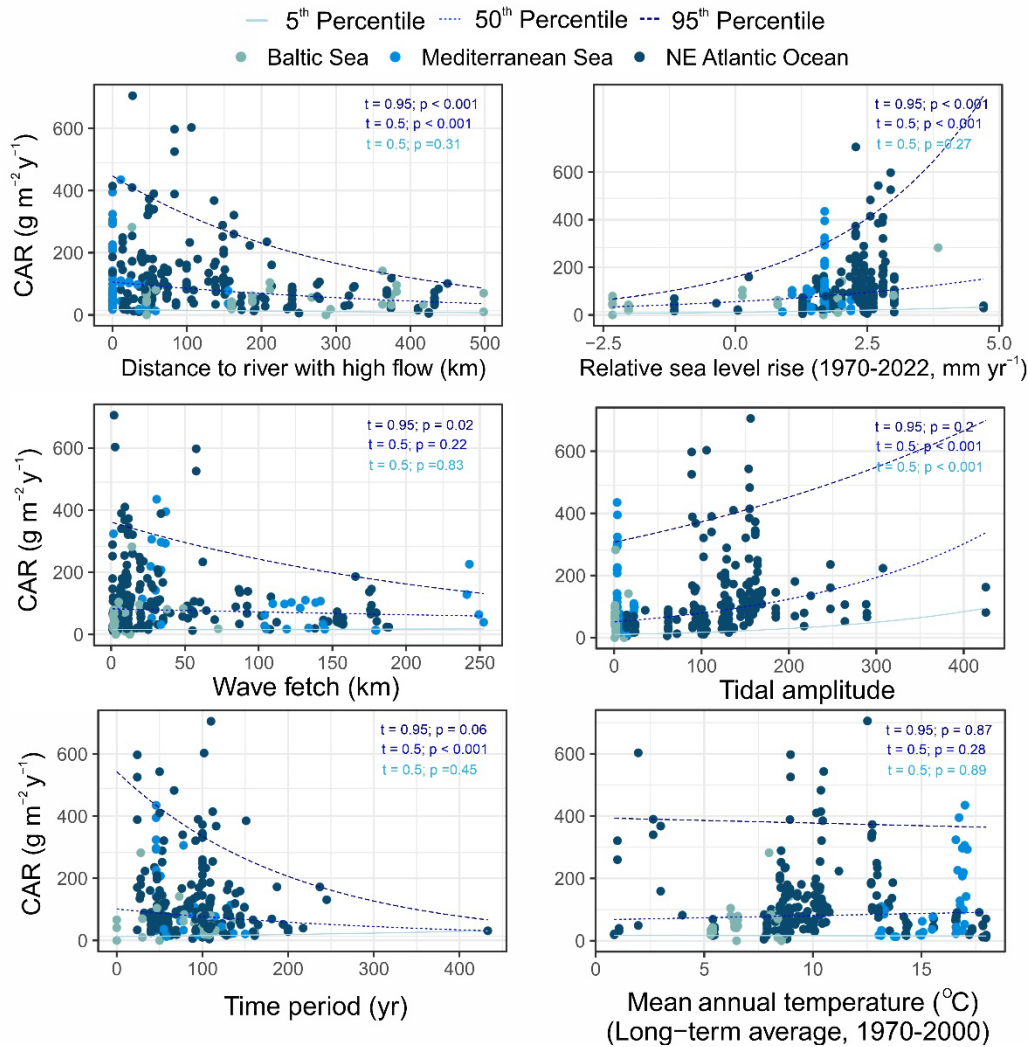 5th Percentile 50th Percentile 95th Percentile
Baltic Sea Mediterranean Sea NE Atlantic Ocean
CAR (g m−2 y−1)
600
400
200
0
t = 0.95; p < 0.001
t = 0.5; p < 0.001
t = 0.5; p =0.31
0 100 200 300 400 500
Distance to river with high flow (km)
600
400
200
0
t = 0.95; p < 0.001
t = 0.5; p < 0.001
t = 0.5; p =0.27
−2.5 0.0 2.5 5.0
Relative sea level rise (1970-2022, mm yr−1)
CAR (g m−2 y−1)
600
400
200
0
t = 0.95; p = 0.02
t = 0.5; p = 0.22
t = 0.5; p =0.83
0 50 100 150 200 250
Wave fetch (km)
600
400
200
0
t = 0.95; p = 0.2
t = 0.5; p < 0.001
t = 0.5; p < 0.001
0 100 200 300 400
Tidal amplitude
CAR (g m−2 y−1)
600
400
200
0
t = 0.95; p = 0.06
t = 0.5; p < 0.001
t = 0.5; p =0.45
0 100 200 300 400
Time period (yr)
600
400
200
0
t = 0.95; p = 0.87
t = 0.5; p = 0.28
t = 0.5; p = 0.89
0 5 10 15
Mean annual temperature (OC)
(Long−term average, 1970-2000)